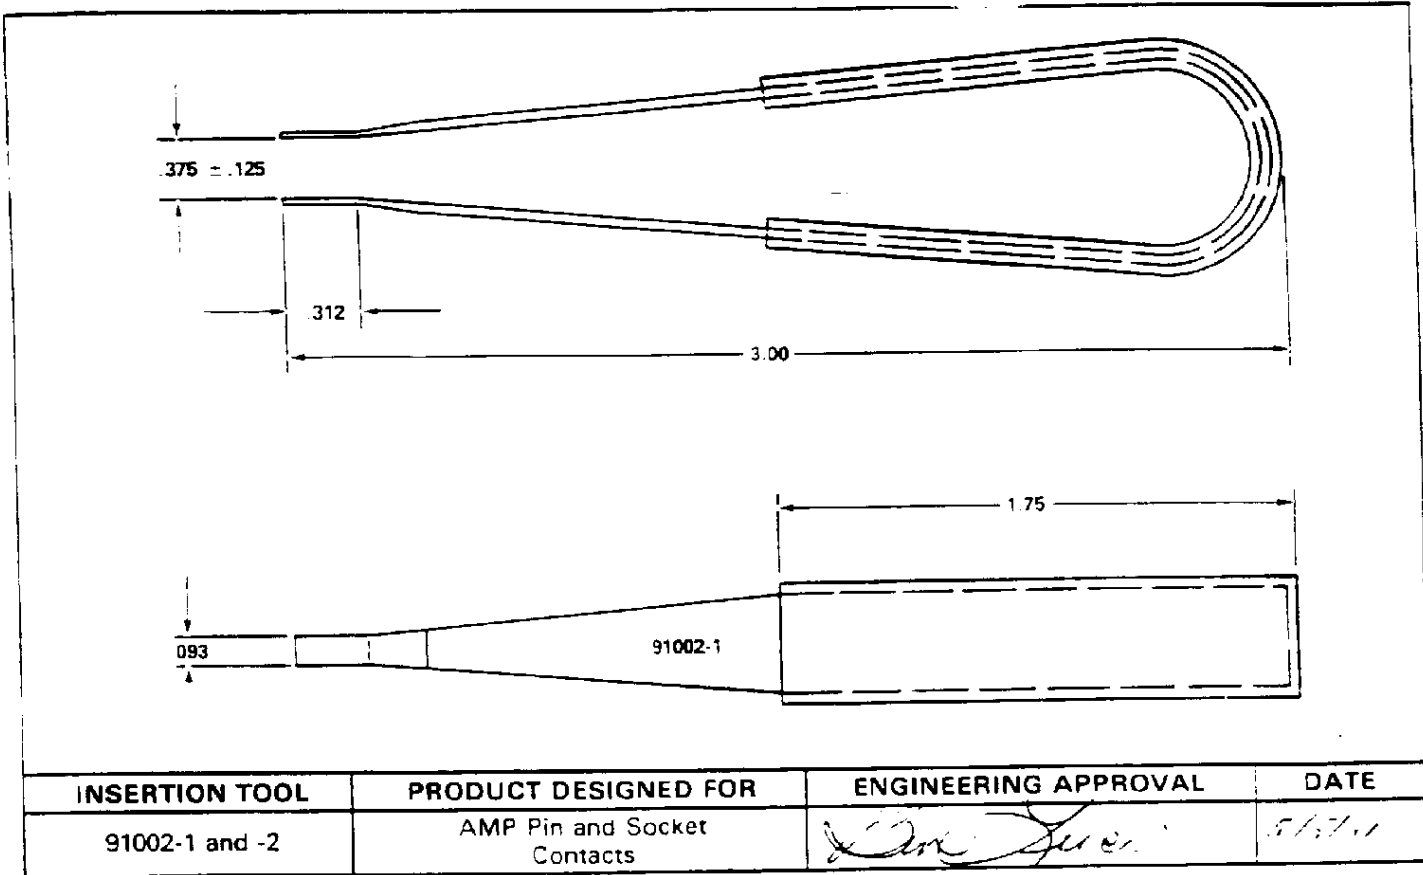 .375 ± .125
.312
3.00
1.75
.093
91002-1
INSERTION TOOL PRODUCT DESIGNED FOR ENGINEERING APPROVAL DATE
91002-1 and -2 AMP Pin and Socket
Contacts